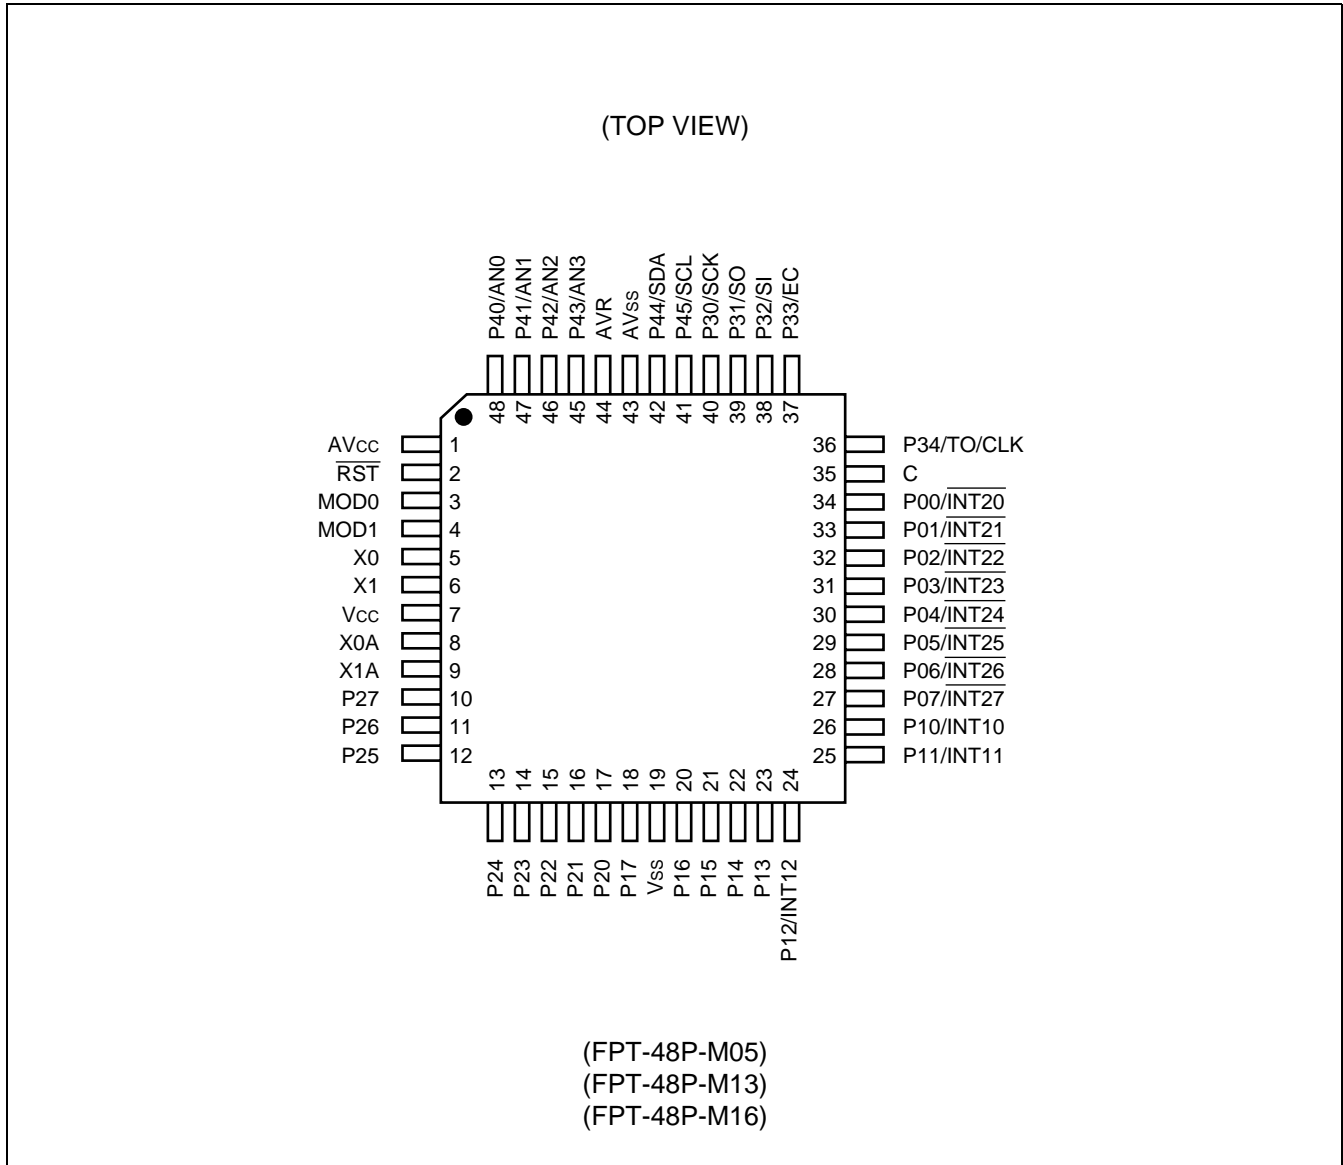 (TOP VIEW)
P40/AN0
P41/AN1
P42/AN2
P43/AN3
AVR
AVss
P44/SDA
P45/SCL
P30/SCK
P31/SO
P32/SI
P33/EC
48
47
46
45
44
43
42
41
40
39
38
37
AVcc 1
RST 2
MOD0 3
MOD1 4
X0 5
X1 6
Vcc 7
X0A 8
X1A 9
P27 10
P26 11
P25 12
36 P34/TO/CLK
35 C
34 P00/INT20
33 P01/INT21
32 P02/INT22
31 P03/INT23
30 P04/INT24
29 P05/INT25
28 P06/INT26
27 P07/INT27
26 P10/INT10
25 P11/INT11
13
14
15
16
17
18
19
20
21
22
23
24
P24
P23
P22
P21
P20
P17
Vss
P16
P15
P14
P13
P12/INT12
(FPT-48P-M05)
(FPT-48P-M13)
(FPT-48P-M16)